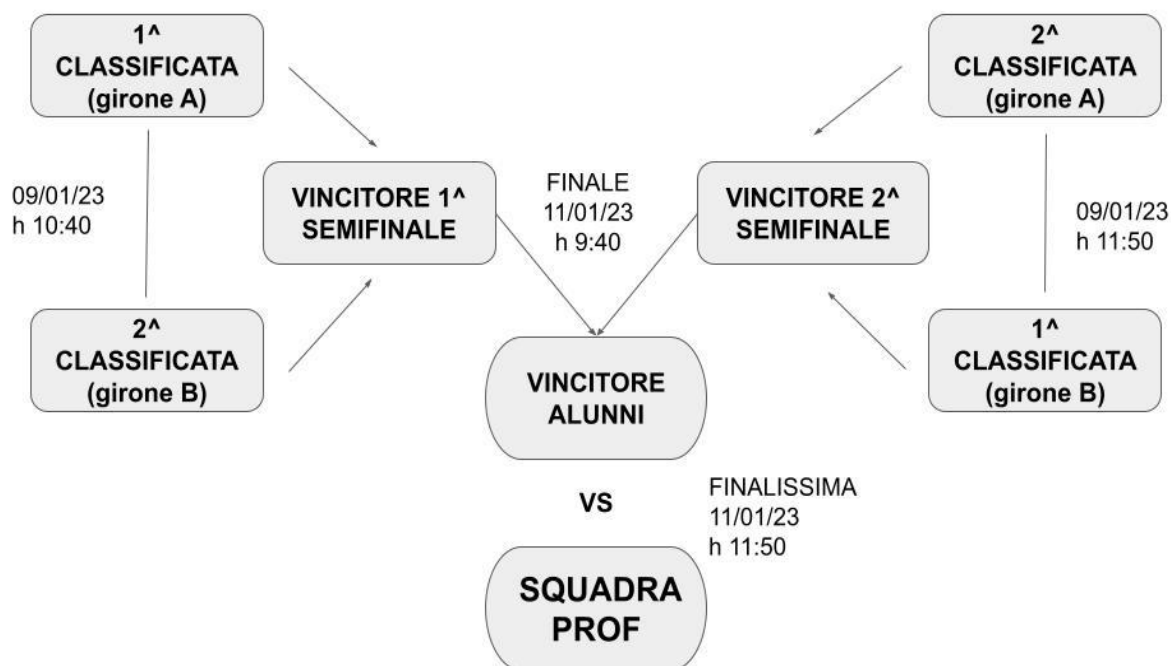 1^
CLASSIFICATA
(girone A)
2^
CLASSIFICATA
(girone A)
09/01/23
h 10:40
VINCITORE 1^
SEMIFINALE
FINALE
11/01/23
h 9:40
VINCITORE 2^
SEMIFINALE
09/01/23
h 11:50
2^
CLASSIFICATA
(girone B)
1^
CLASSIFICATA
(girone B)
VINCITORE
ALUNNI
VS
FINALISSIMA
11/01/23
h 11:50
SQUADRA
PROF